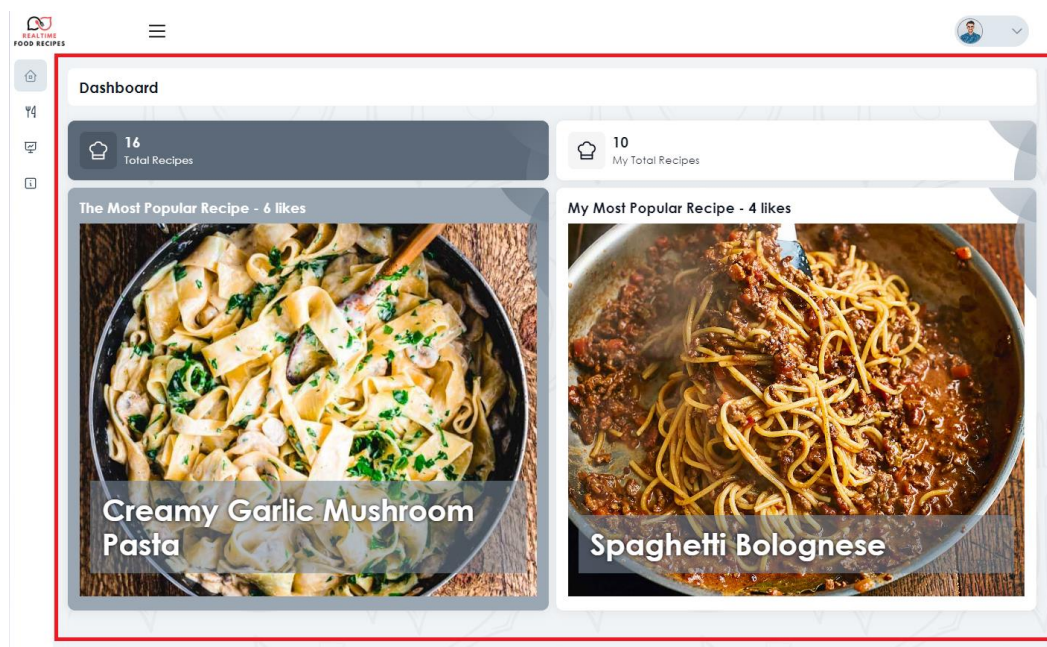 REALTIME
FOOD RECIPES
Dashboard
16
Total Recipes
10
My Total Recipes
The Most Popular Recipe - 6 likes
My Most Popular Recipe - 4 likes
Creamy Garlic Mushroom
Pasta
Spaghetti Bolognese